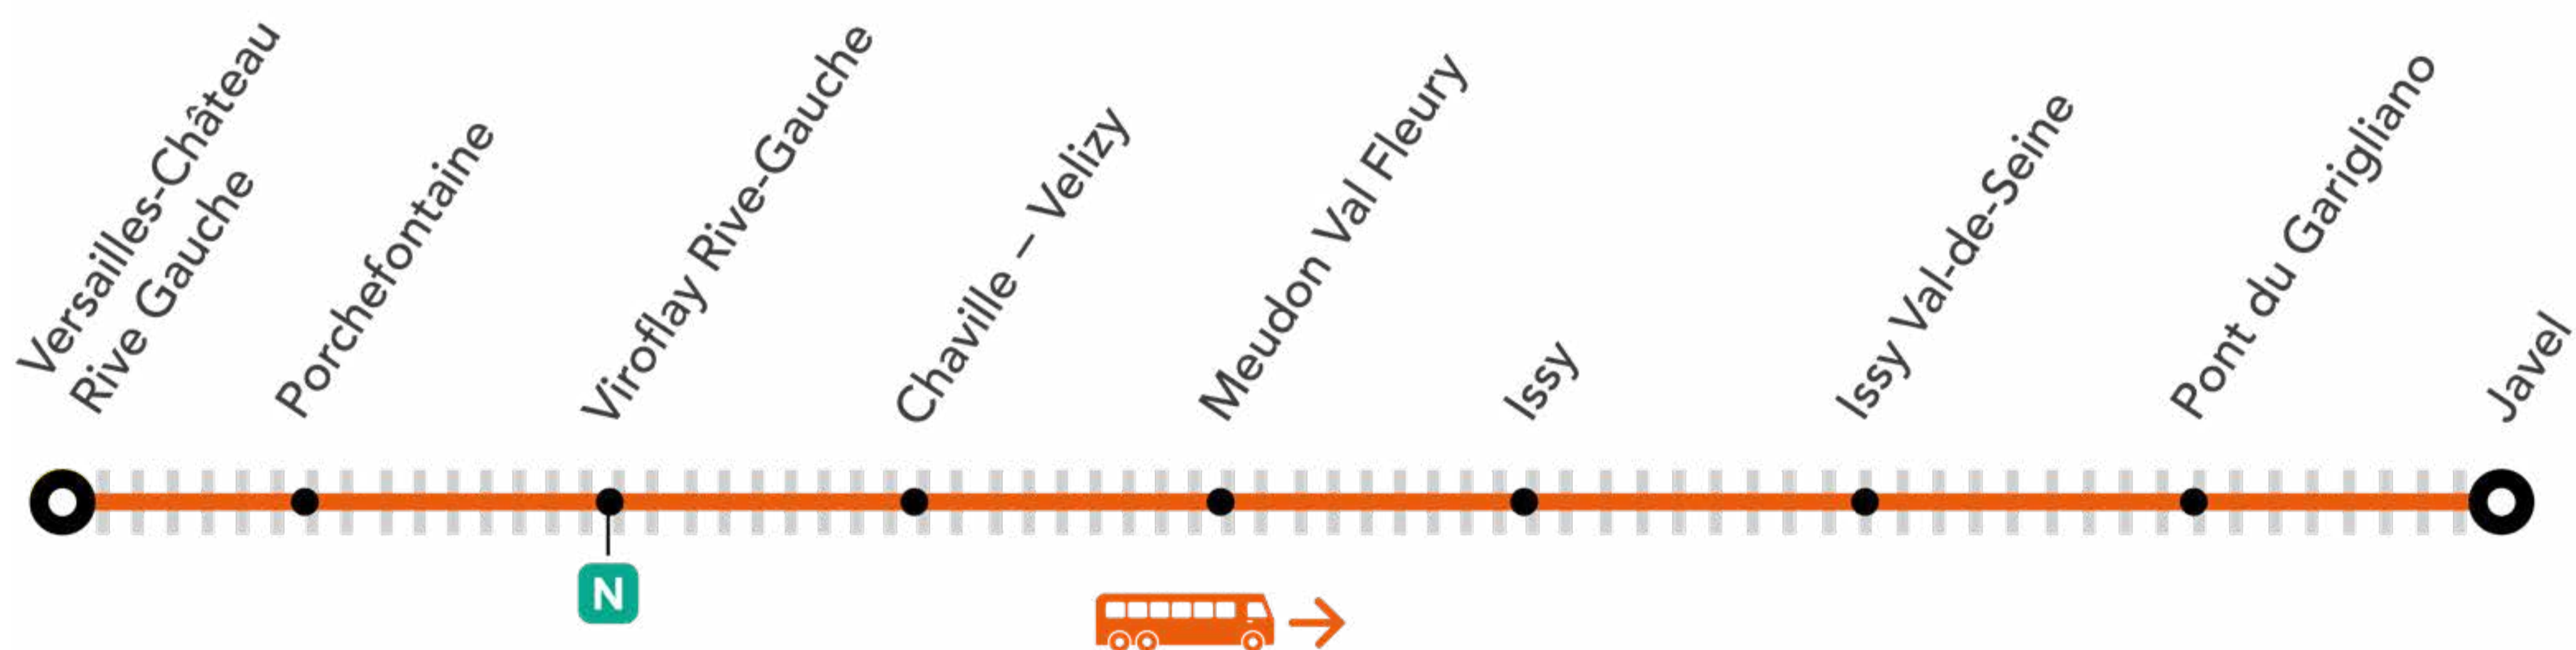 Versailles-Château
Rive Gauche
Porchefontaine
Viroflay Rive-Gauche
Chaville – Velizy
Meudon Val Fleury
Issy
Issy Val-de-Seine
Pont du Garigliano
Javel
N